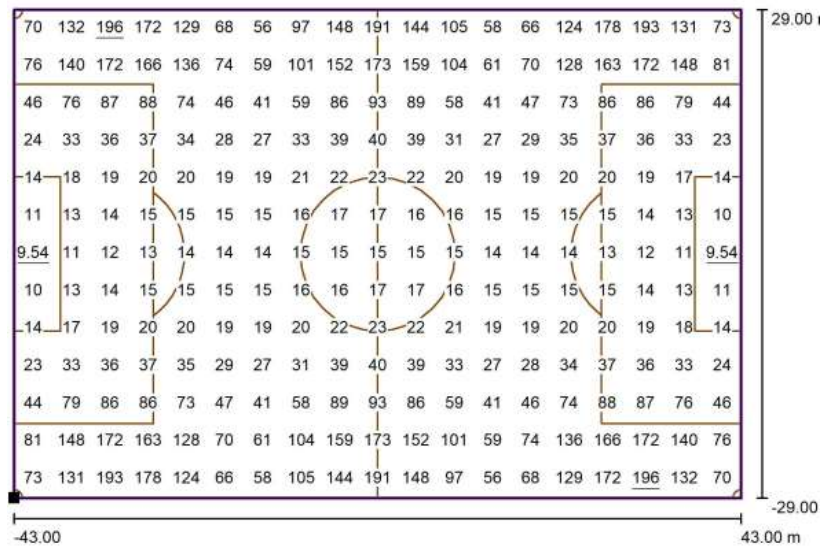 70 132 196 172 129 68 56 97 148 191 144 105 58 66 124 178 193 131 73
29.00
76 140 172 166 136 74 59 101 152 173 159 104 61 70 128 163 172 148 81
46 76 87 88 74 46 41 59 86 93 89 58 41 47 73 86 86 79 44
24 33 36 37 34 28 27 33 39 40 39 31 27 29 35 37 36 33 23
14 18 19 20 20 19 19 21 22 23 22 20 19 19 20 20 19 17 14
11 13 14 15 15 15 15 16 17 17 16 16 15 15 15 15 14 13 10
9.54 11 12 13 14 14 14 15 15 15 15 15 14 14 14 13 12 11 9.54
10 13 14 15 15 15 15 16 16 17 17 16 15 15 15 15 14 13 11
14 17 19 20 20 19 19 20 22 23 22 21 19 19 20 20 19 18 14
23 33 36 37 35 29 27 31 39 40 39 33 27 28 34 37 36 33 24
44 79 86 86 73 47 41 58 89 93 86 59 41 46 74 88 87 76 46
81 148 172 163 128 70 61 104 159 173 152 101 59 74 136 166 172 140 76
73 131 193 178 124 66 58 105 144 191 148 97 56 68 129 172 196 132 70
-29.00
-43.00 43.00 m